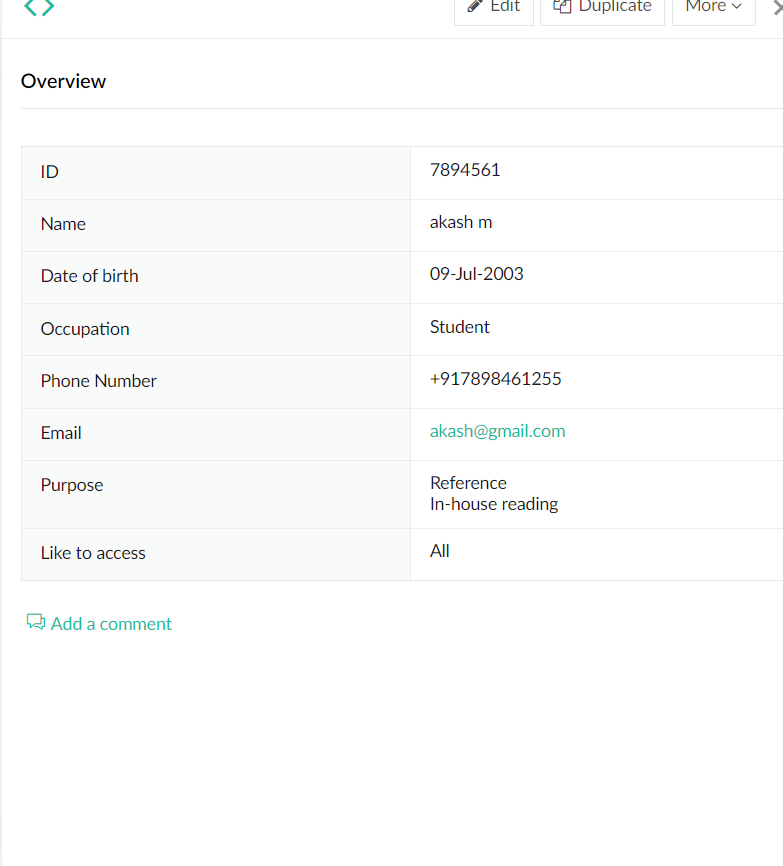 Edit Duplicate More
Overview
ID 7894561
Name akash m
Date of birth 09-Jul-2003
Occupation Student
Phone Number +917898461255
Email akash@gmail.com
Purpose Reference
In-house reading
Like to access All
Add a comment